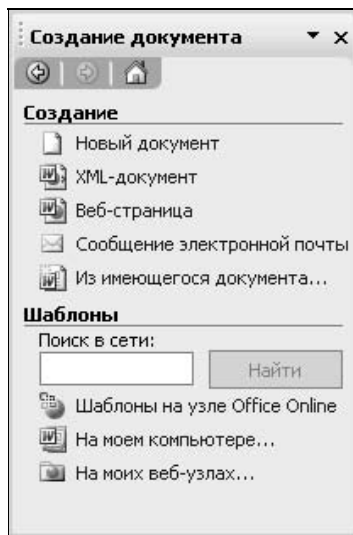 Создание документа
Создание
Новый документ
XML-документ
Веб-страница
Сообщение электронной почты
Из имеющегося документа...
Шаблоны
Поиск в сети:
Найти
Шаблоны на узле Office Online
На моем компьютере...
На моих веб-узлах...